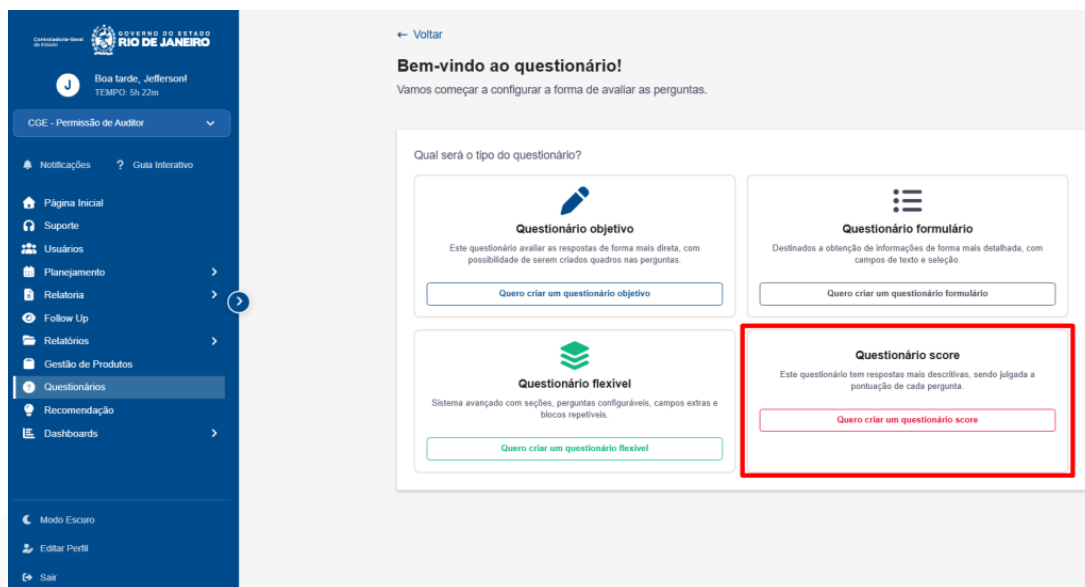 Controladoria-Geral
do Estado
GOVERNO DO ESTADO
RIO DE JANEIRO
J
Boa tarde, Jefferson!
TEMPO: 5h 22m
CGE - Permissão de Auditor
Notificações
? Guia Interativo
Página Inicial
Suporte
Usuários
Planejamento
Relatoria
Follow Up
Relatórios
Gestão de Produtos
Questionários
Recomendação
Dashboards
Modo Escuro
Editar Perfil
Sair
← Voltar
Bem-vindo ao questionário!
Vamos começar a configurar a forma de avaliar as perguntas.
Qual será o tipo do questionário?
Questionário objetivo
Este questionário avaliar as respostas de forma mais direta, com
possibilidade de serem criados quadros nas perguntas.
Quero criar um questionário objetivo
Questionário formulário
Destinados a obtenção de informações de forma mais detalhada, com
campos de texto e seleção.
Quero criar um questionário formulário
Questionário flexível
Sistema avançado com seções, perguntas configuráveis, campos extras e
blocos repetíveis.
Quero criar um questionário flexível
Questionário score
Este questionário tem respostas mais descritivas, sendo julgada a
pontuação de cada pergunta.
Quero criar um questionário score